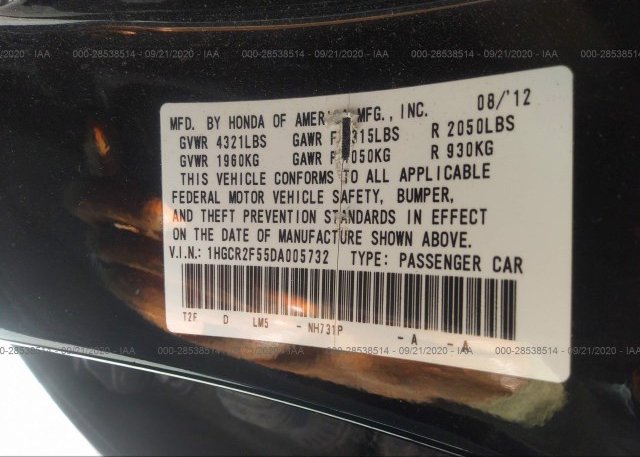 000-28538514 - 09/21/2020 - IAA
MFD. BY HONDA OF AMERICA MFG., INC. 08/'12
GVWR 4321LBS GAWR F 2315LBS R 2050LBS
GVWR 1960KG GAWR F 1050KG R 930KG
THIS VEHICLE CONFORMS TO ALL APPLICABLE
FEDERAL MOTOR VEHICLE SAFETY, BUMPER,
AND THEFT PREVENTION STANDARDS IN EFFECT
ON THE DATE OF MANUFACTURE SHOWN ABOVE.
V.I.N.: 1HGCR2F55DA005732 TYPE: PASSENGER CAR
T2F D LM5 - NH731P - A - A
000-28538514 - 09/21/2020 - IAA